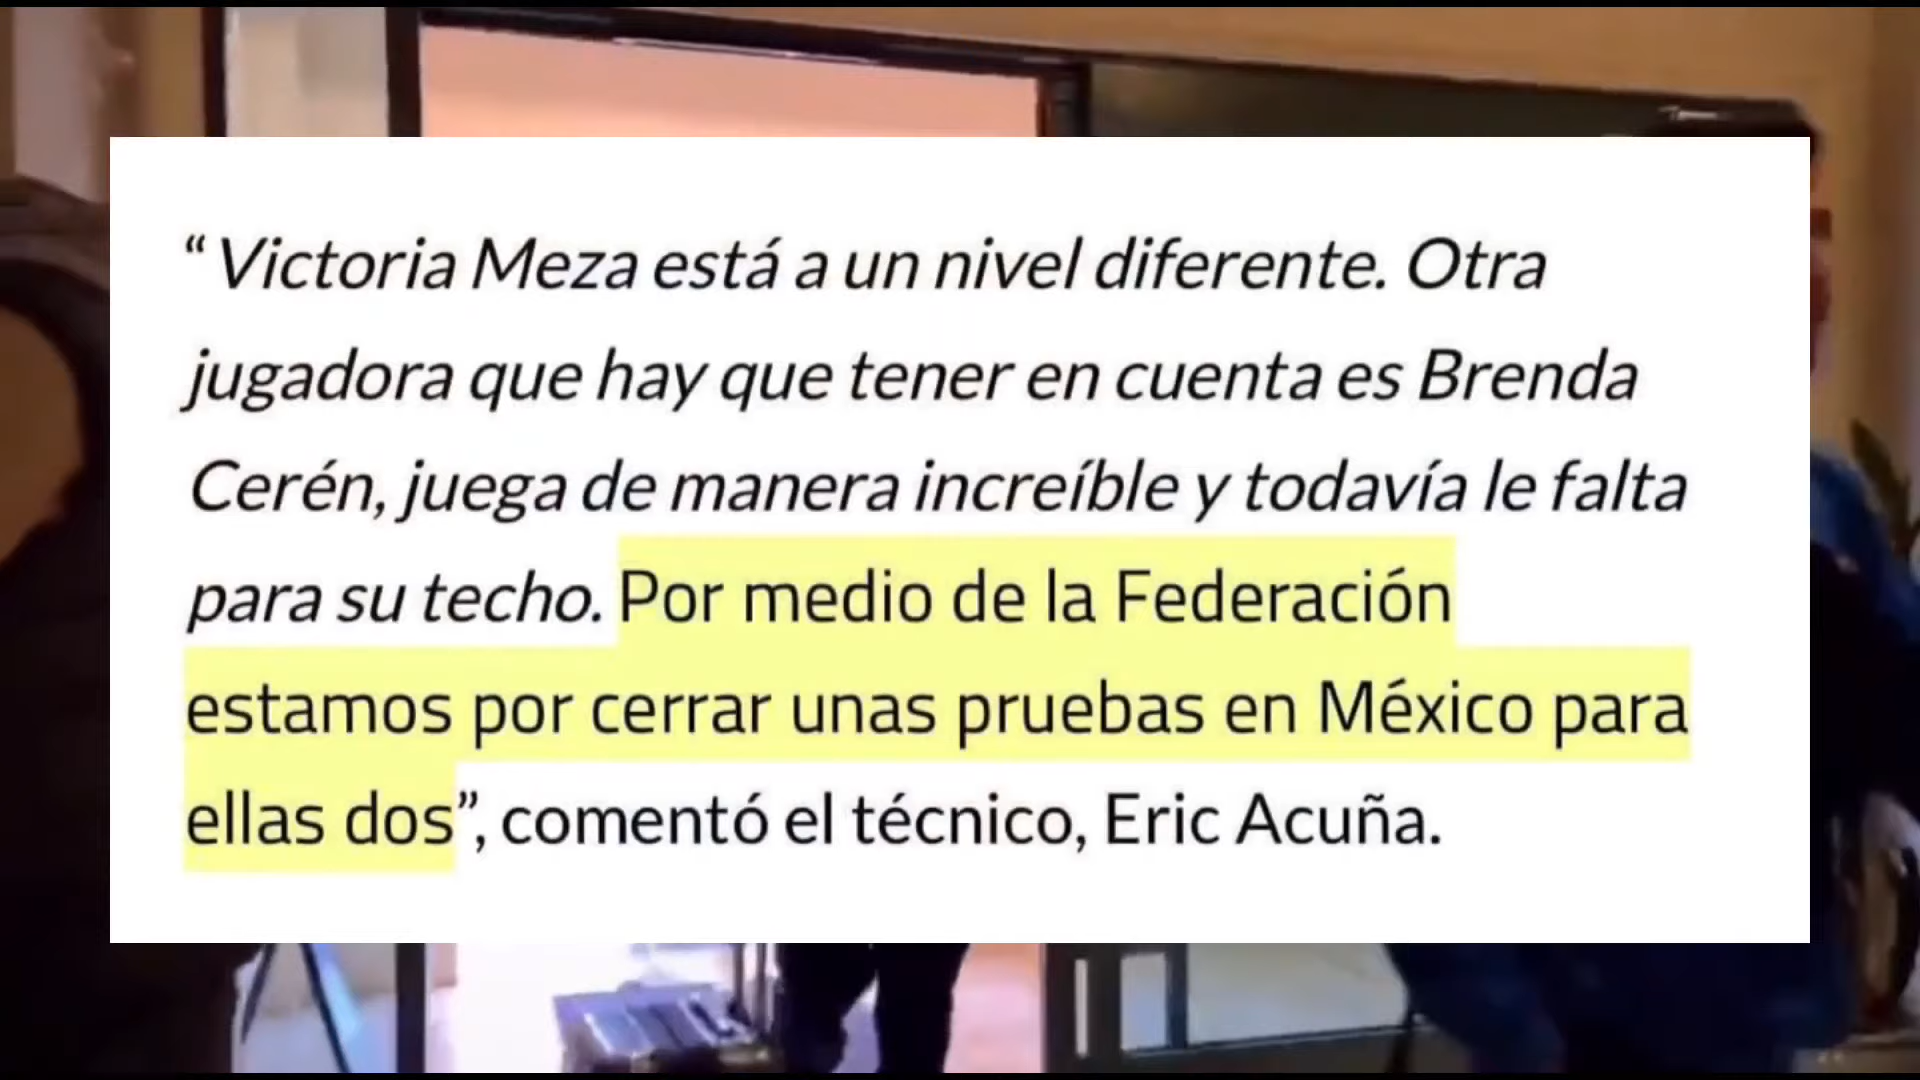 “Victoria Meza está a un nivel diferente. Otra
jugadora que hay que tener en cuenta es Brenda
Cerén, juega de manera increíble y todavía le falta
para su techo. Por medio de la Federación
estamos por cerrar unas pruebas en México para
ellas dos”, comentó el técnico, Eric Acuña.